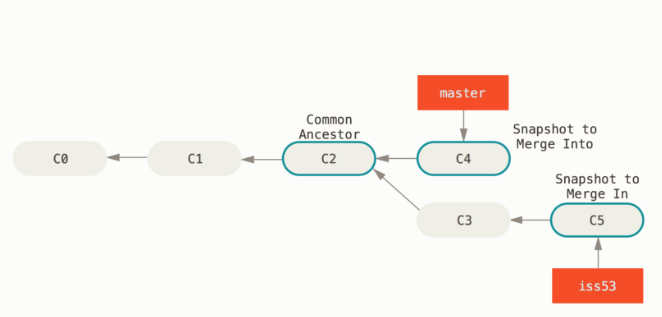 master
Common
Ancestor
Snapshot to
Merge Into
C0
C1
C2
C4
Snapshot to
Merge In
C3
C5
iss53